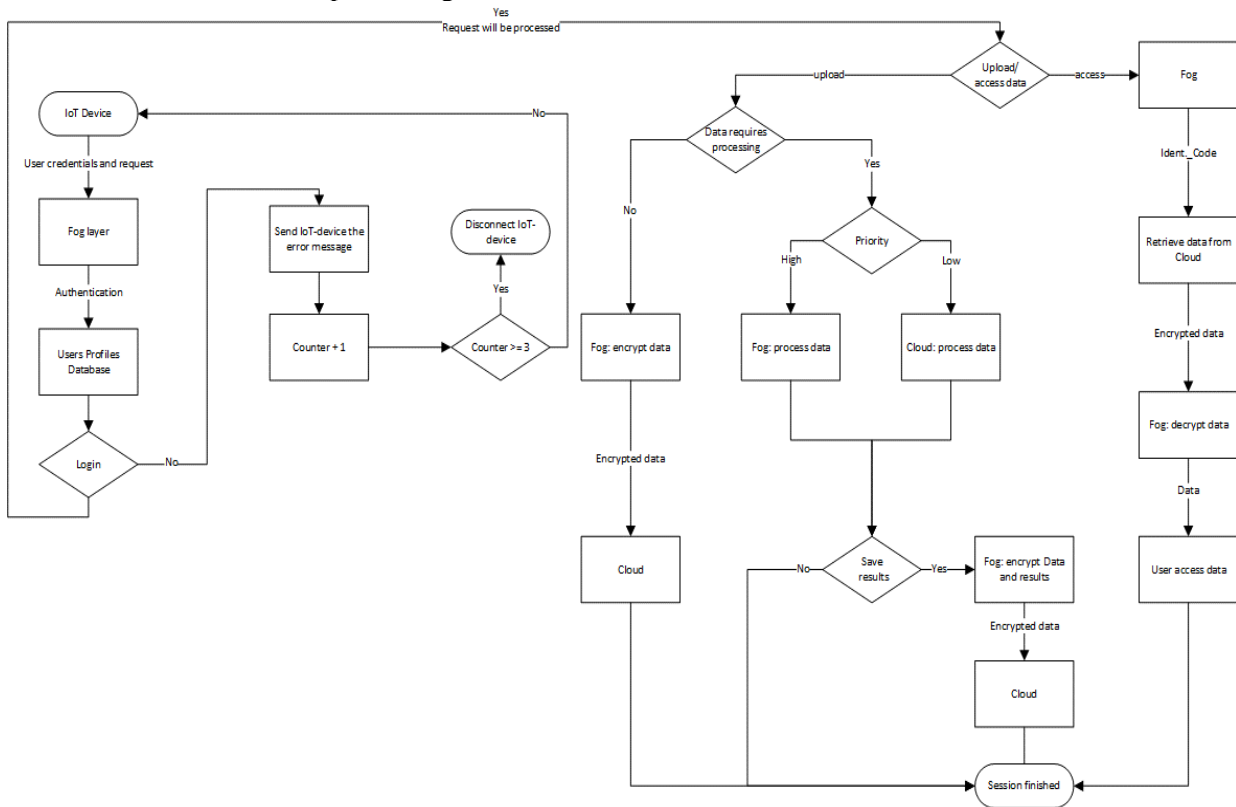 Yes
Request will be processed
Upload/
access data
upload
access
Fog
IoT Device
No
Data requires
processing
User credentials and request
Yes
Ident._Code
No
Fog layer
Send IoT-device the
error message
Disconnect IoT-
device
Priority
Retrieve data from
Cloud
High
Low
Authentication
Yes
Encrypted data
Users Profiles
Database
Counter + 1
Counter >= 3
Fog: encrypt data
Fog: process data
Cloud: process data
Fog: decrypt data
Login
No
Encrypted data
Data
Cloud
No
Save
results
Yes
Fog: encrypt Data
and results
User access data
Encrypted data
Cloud
Session finished